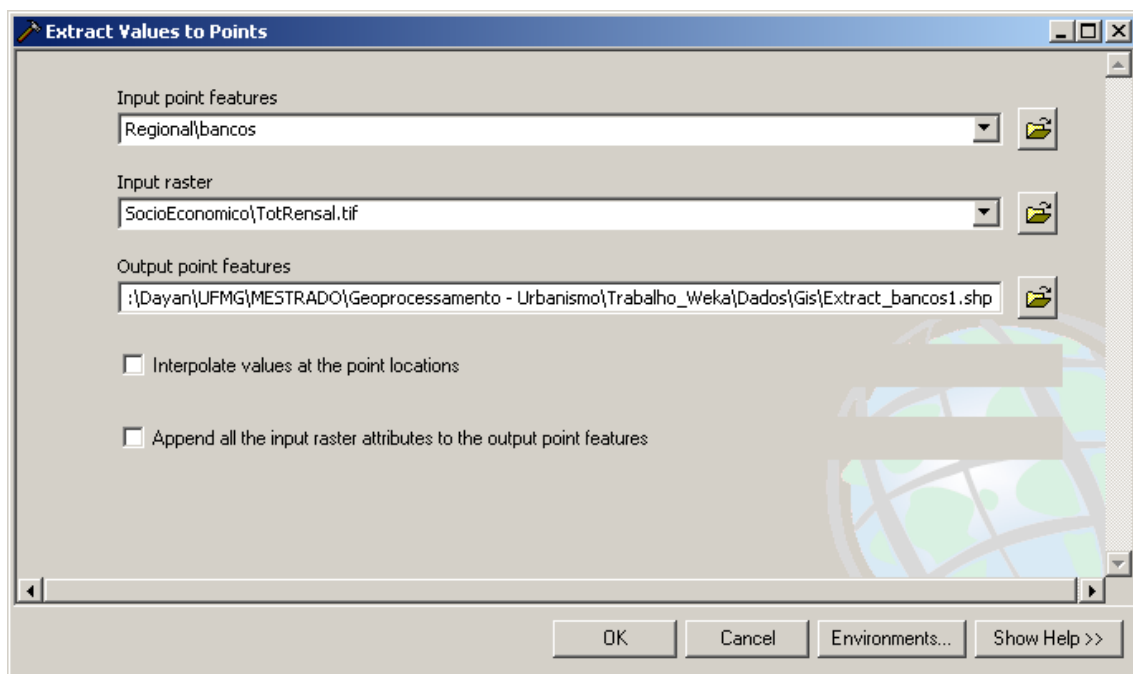 Extract Values to Points
Input point features
Regional\bancos
Input raster
SocioEconomico\TotRensal.tif
Output point features
:\Dayan\UFMG\MESTRADO\Geoprocessamento - Urbanismo\Trabalho_Weka\Dados\Gis\Extract_bancos1.shp
Interpolate values at the point locations
Append all the input raster attributes to the output point features
OK Cancel Environments... Show Help >>